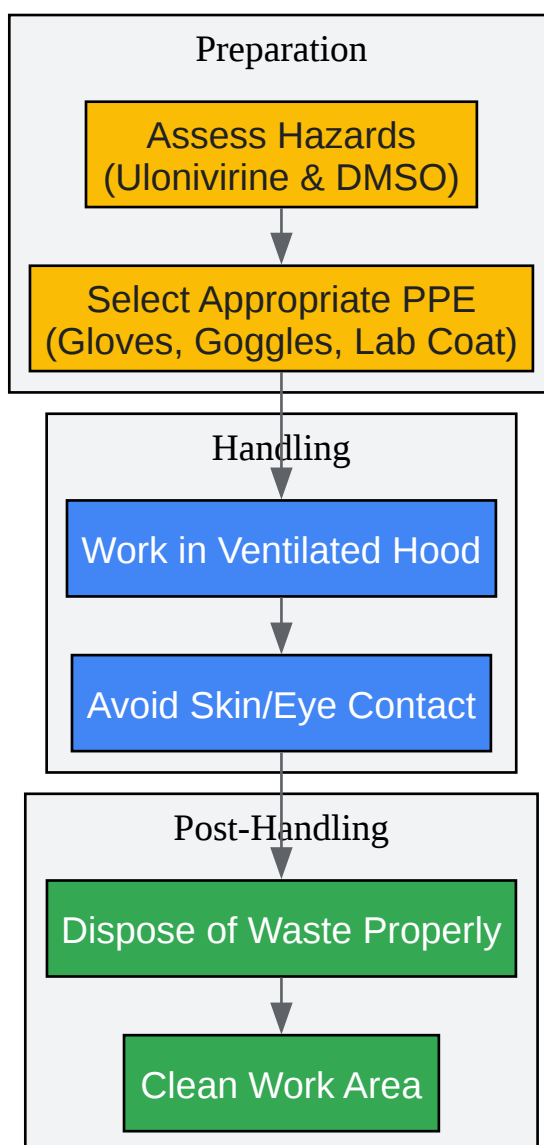 Preparation
Assess Hazards
(Ulonivirine & DMSO)
Select Appropriate PPE
(Gloves, Goggles, Lab Coat)
Handling
Work in Ventilated Hood
Avoid Skin/Eye Contact
Post-Handling
Dispose of Waste Properly
Clean Work Area